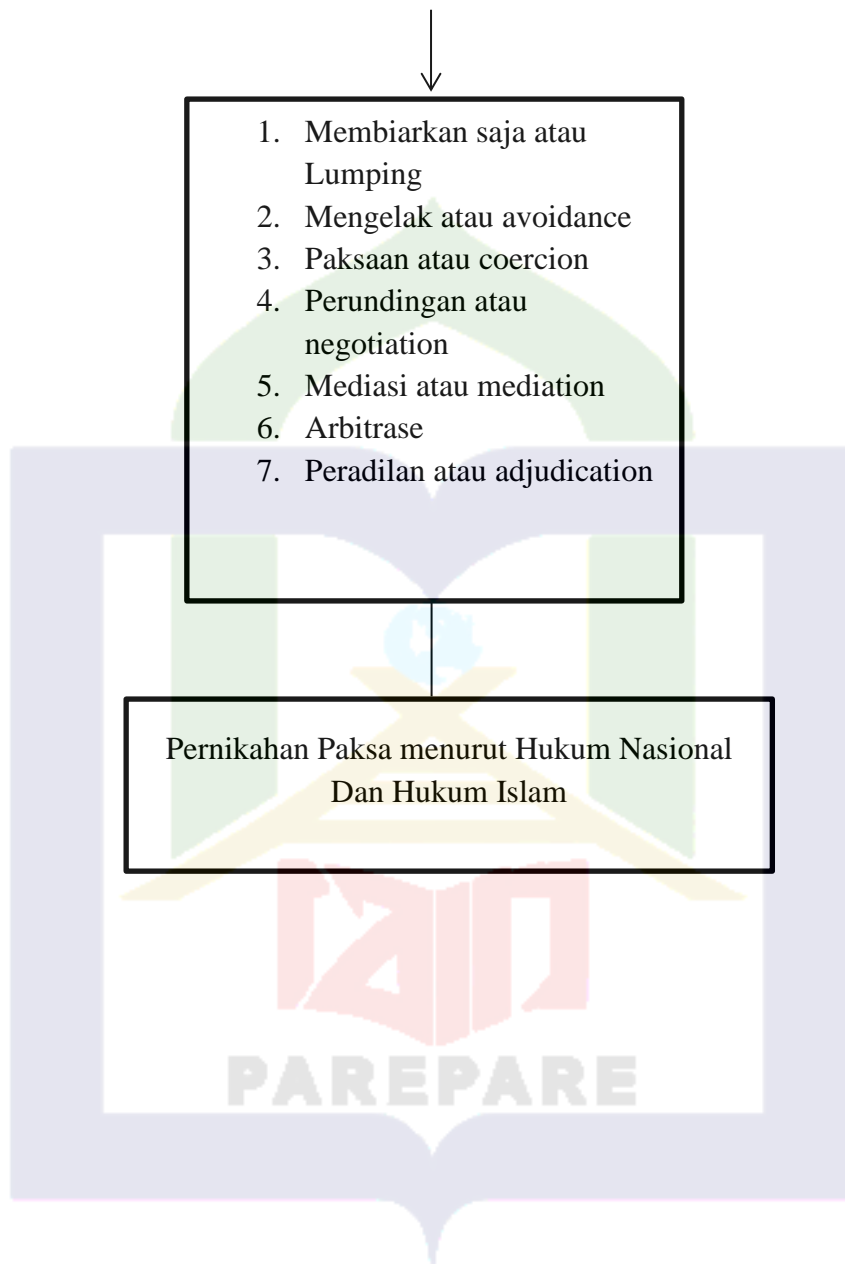 1. Membiarkan saja atau
Lumping
2. Mengelak atau avoidance
3. Paksaan atau coercion
4. Perundingan atau
negotiation
5. Mediasi atau mediation
6. Arbitrase
7. Peradilan atau adjudication
Pernikahan Paksa menurut Hukum Nasional
Dan Hukum Islam
PAREPARE